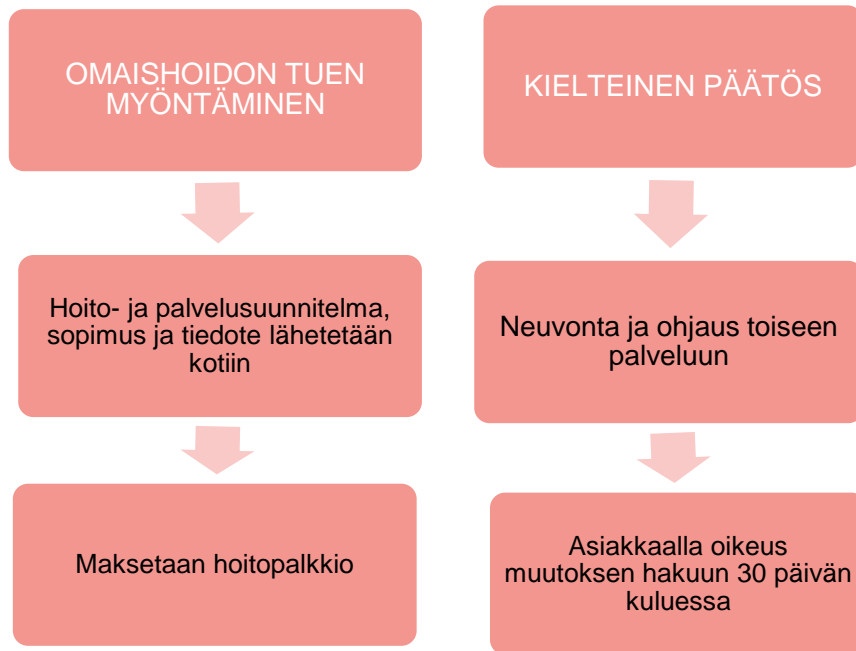 OMAISHOIDON TUEN
MYÖNTÄMINEN
Hoito- ja palvelusuunnitelma,
sopimus ja tiedote lähetetään
kotiin
Maksetaan hoitopalkkio
KIELTEINEN PÄÄTÖS
Neuvonta ja ohjaus toiseen
palveluun
Asiakkaalla oikeus
muutoksen hakuun 30 päivän
kuluessa